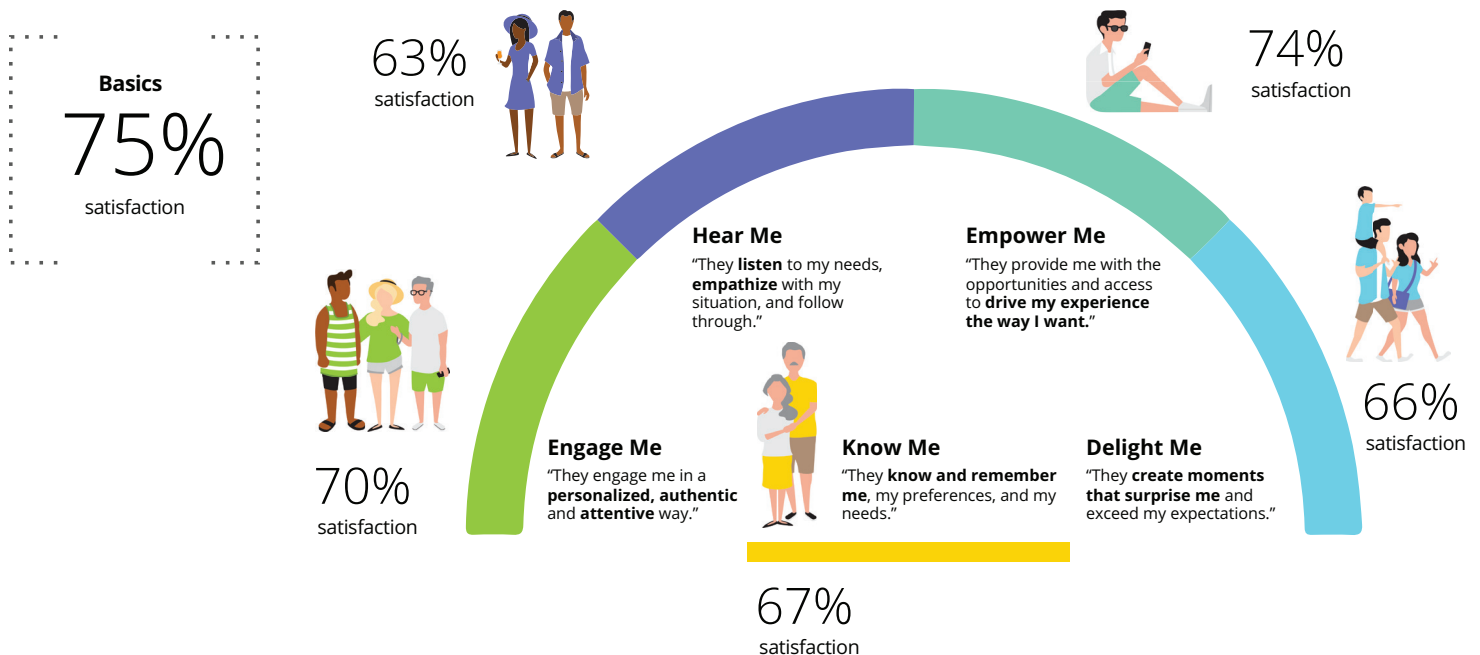 Basics
75%
satisfaction
63%
satisfaction
74%
satisfaction
Hear Me
“They listen to my needs,
empathize with my
situation, and follow
through.”
Empower Me
“They provide me with the
opportunities and access
to drive my experience
the way I want.”
70%
satisfaction
Engage Me
“They engage me in a
personalized, authentic
and attentive way.”
Know Me
“They know and remember
me, my preferences, and my
needs.”
Delight Me
“They create moments
that surprise me and
exceed my expectations.”
66%
satisfaction
67%
satisfaction